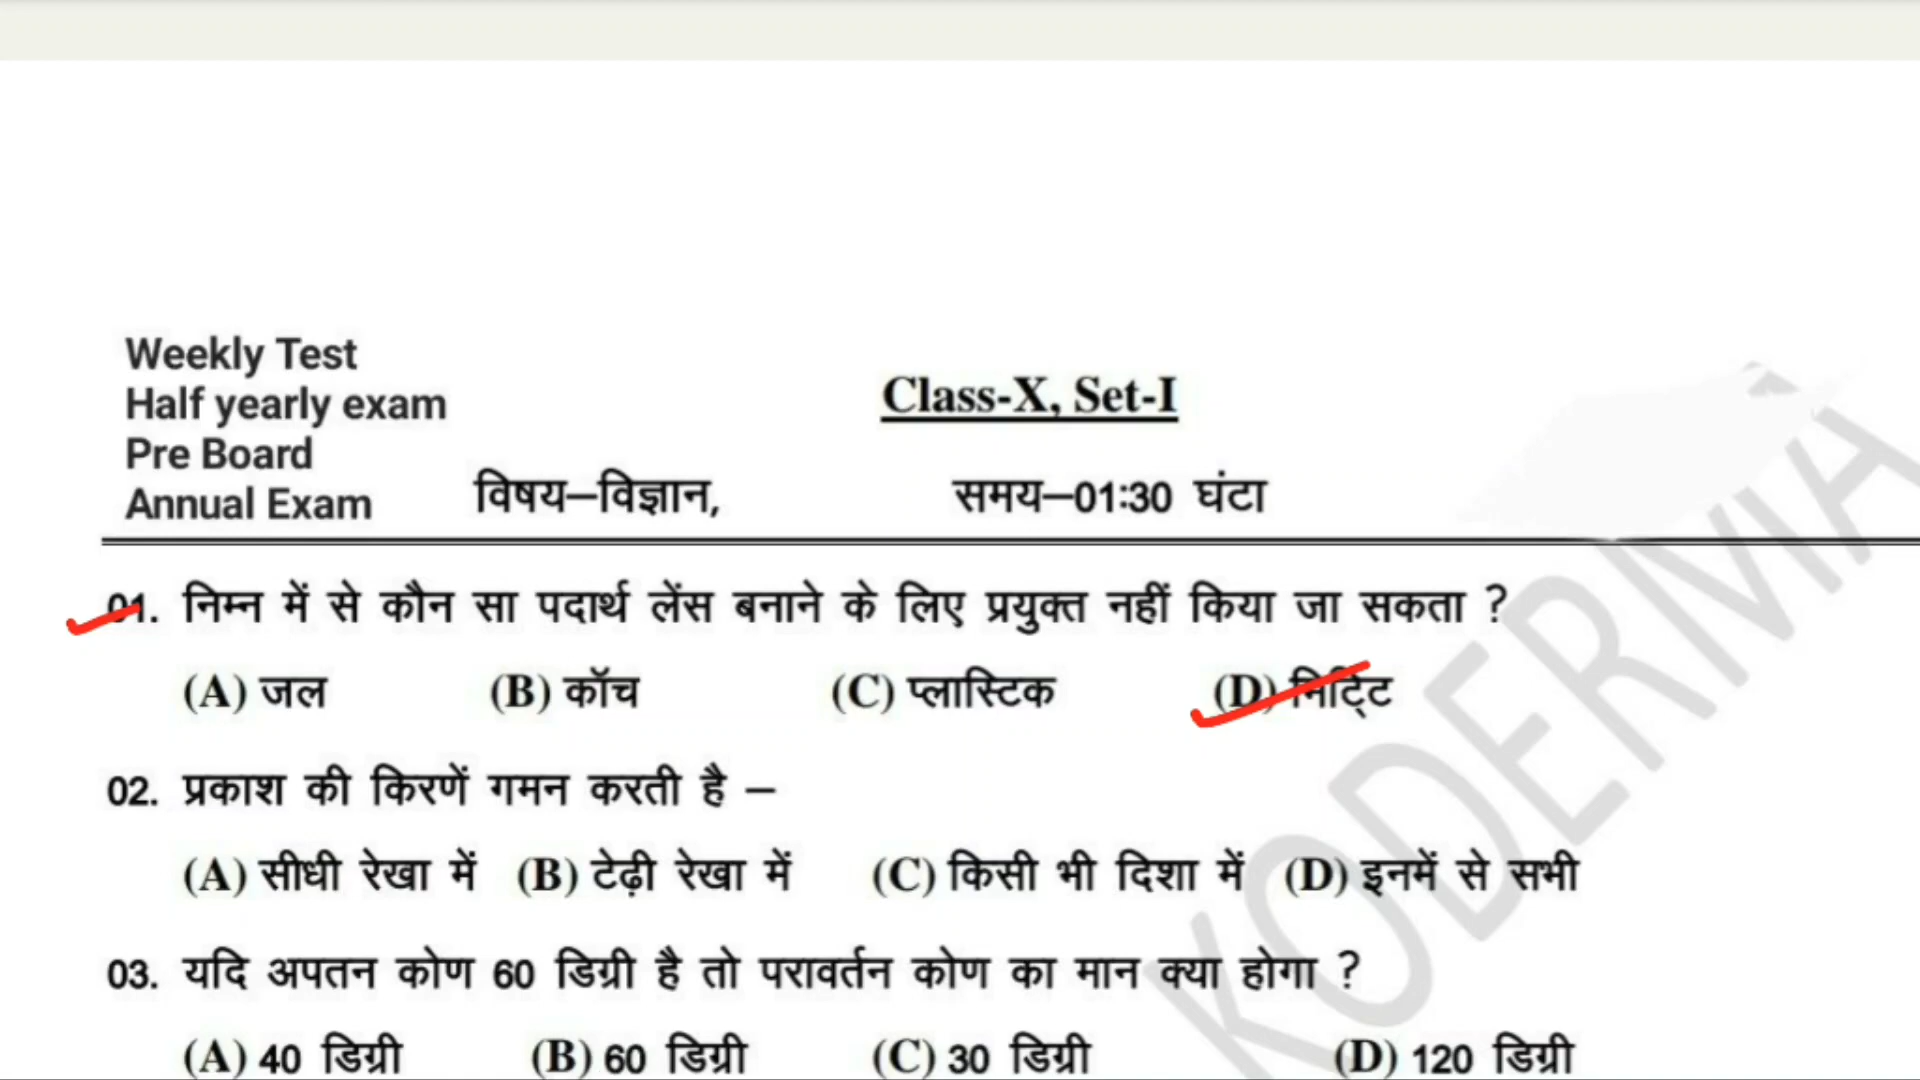 Weekly Test
Half yearly exam
Pre Board
Annual Exam
Class-X, Set-I
विषय–विज्ञान, समय–01:30 घंटा
01. निम्न में से कौन सा पदार्थ लेंस बनाने के लिए प्रयुक्त नहीं किया जा सकता ?
(A) जल (B) कॉच (C) प्लास्टिक (D) मिट्टि
02. प्रकाश की किरणें गमन करती है –
(A) सीधी रेखा में (B) टेढ़ी रेखा में (C) किसी भी दिशा में (D) इनमें से सभी
03. यदि अपतन कोण 60 डिग्री है तो परावर्तन कोण का मान क्या होगा ?
(A) 40 डिग्री (B) 60 डिग्री (C) 30 डिग्री (D) 120 डिग्री
KODERMA